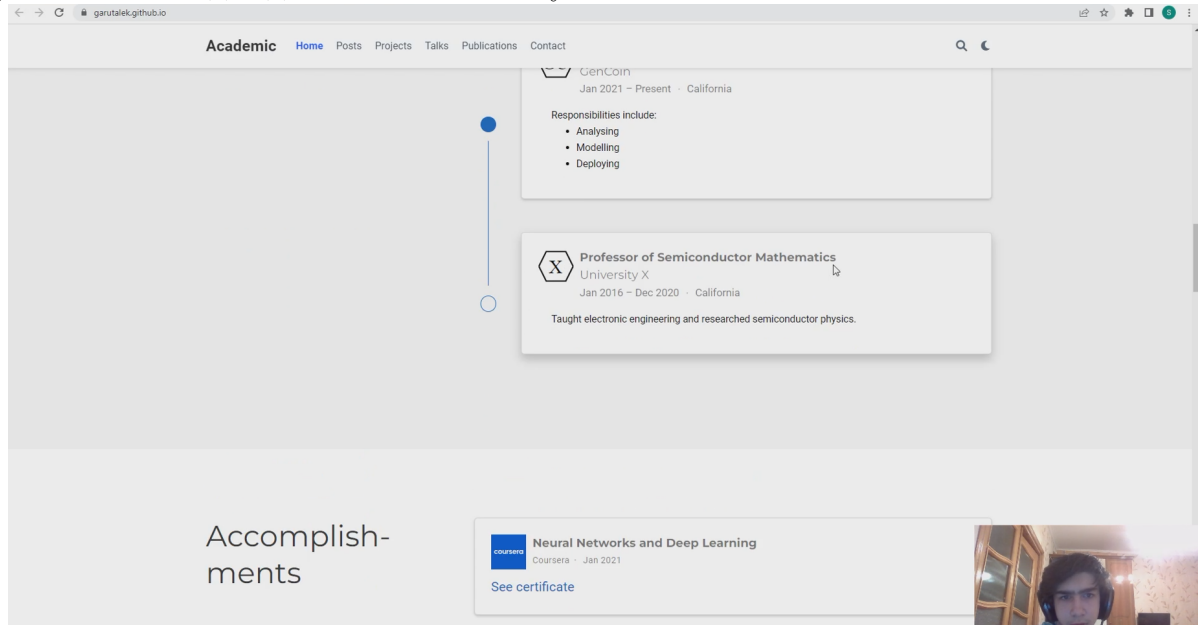 garutalek.github.io
S
Academic Home Posts Projects Talks Publications Contact
GenCoin
Jan 2021 – Present · California
Responsibilities include:
• Analysing
• Modelling
• Deploying
X
Professor of Semiconductor Mathematics
University X
Jan 2016 – Dec 2020 · California
Taught electronic engineering and researched semiconductor physics.
Accomplish-
ments
coursera
Neural Networks and Deep Learning
Coursera · Jan 2021
See certificate